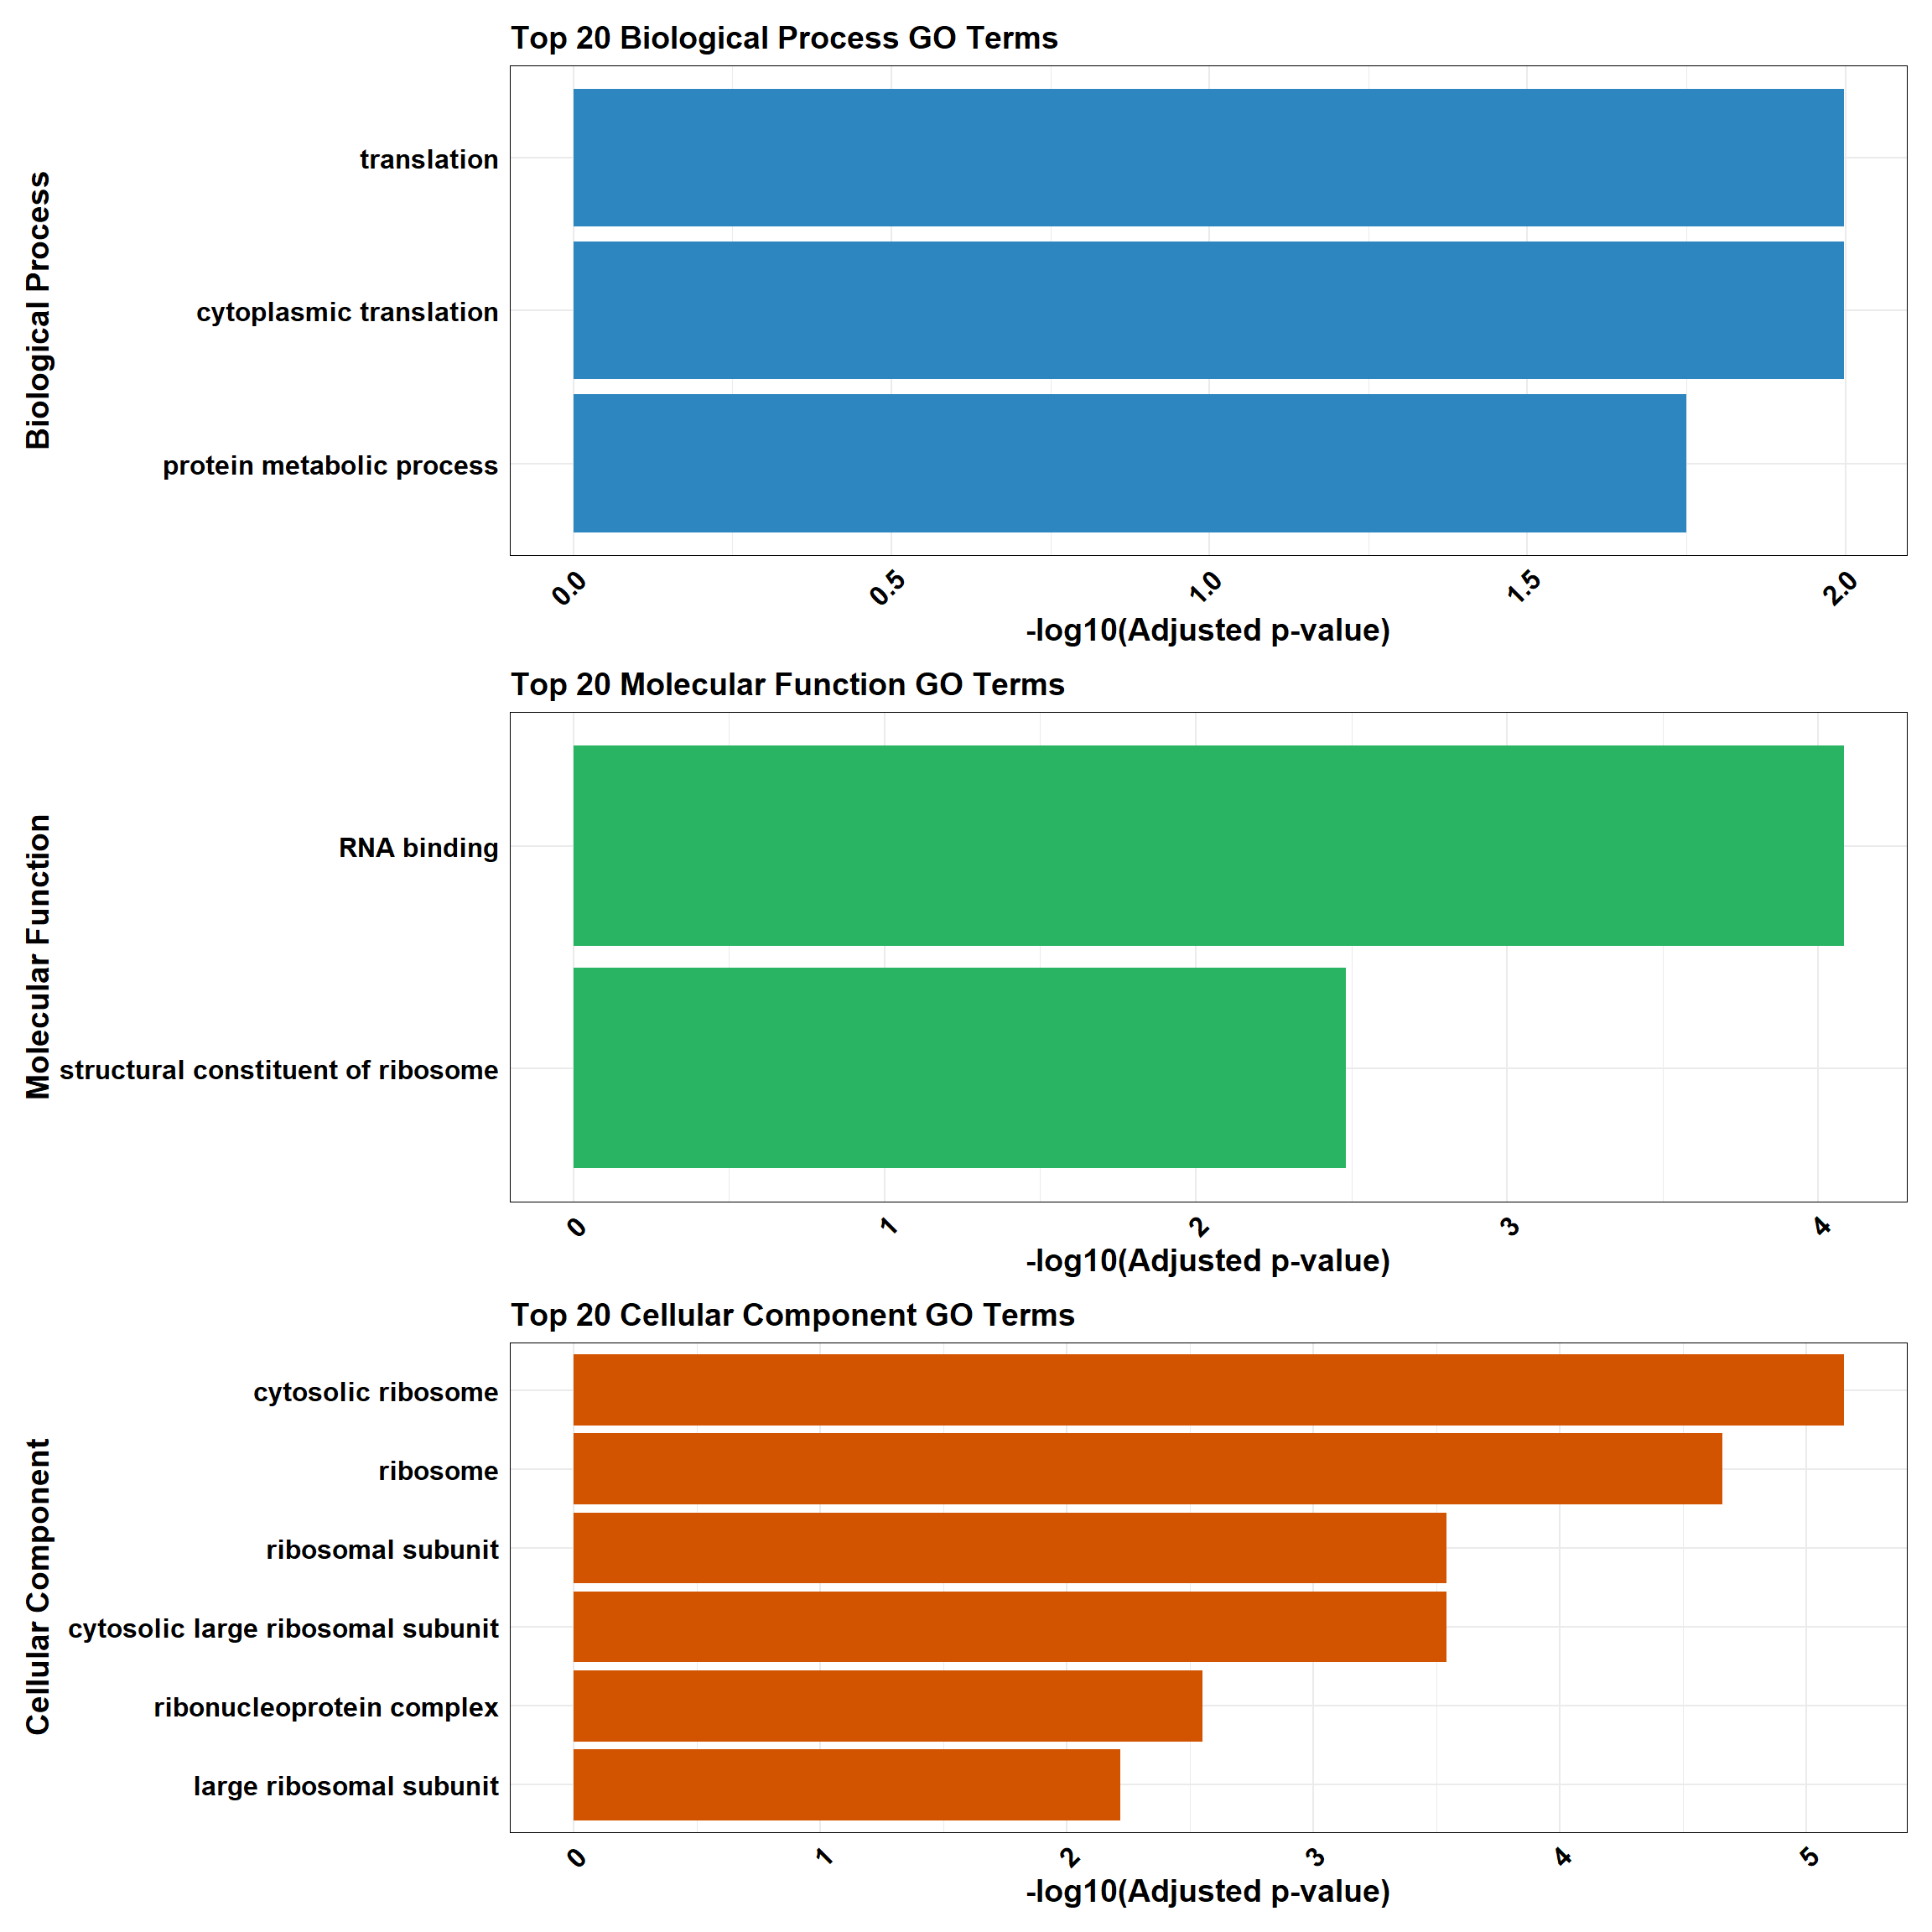 Top 20 Biological Process GO Terms
Biological Process
translation
cytoplasmic translation
protein metabolic process
0.0 0.5 1.0 1.5 2.0
-log10(Adjusted p-value)
Top 20 Molecular Function GO Terms
Molecular Function
RNA binding
structural constituent of ribosome
0 1 2 3 4
-log10(Adjusted p-value)
Top 20 Cellular Component GO Terms
Cellular Component
cytosolic ribosome
ribosome
ribosomal subunit
cytosolic large ribosomal subunit
ribonucleoprotein complex
large ribosomal subunit
0 1 2 3 4 5
-log10(Adjusted p-value)